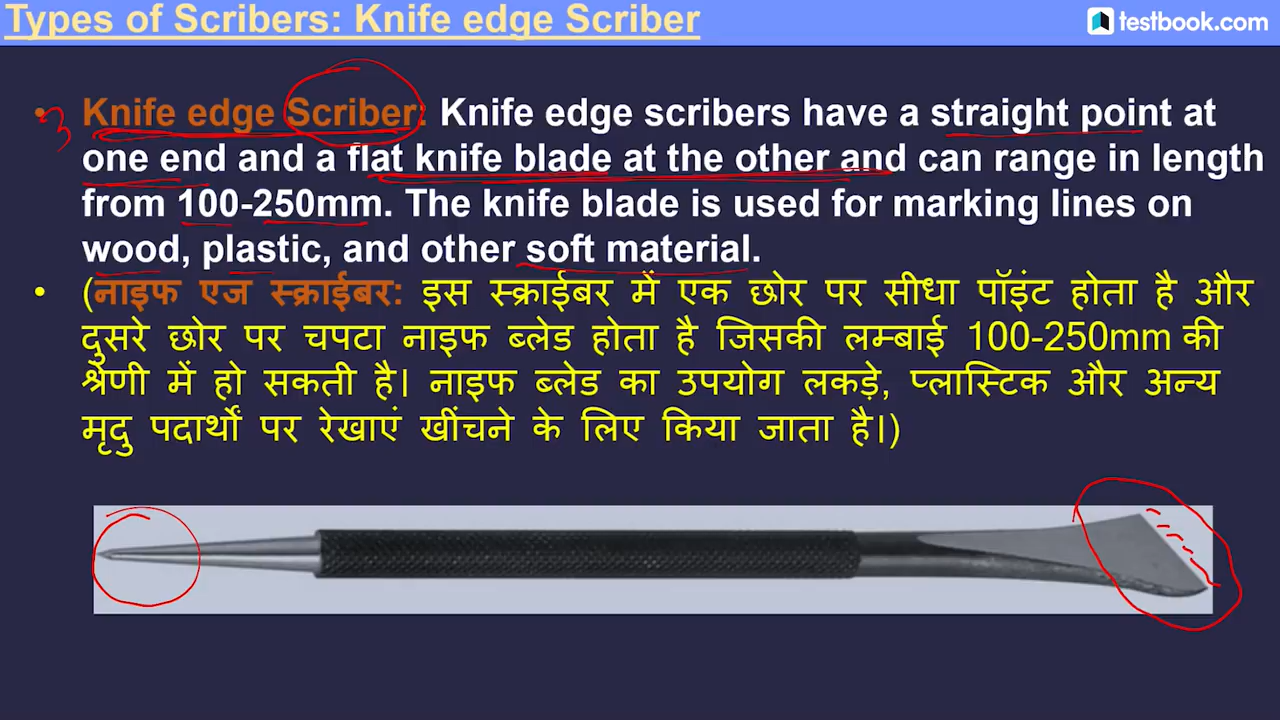 Types of Scribers: Knife edge Scriber
testbook.com
3
• Knife edge Scriber: Knife edge scribers have a straight point at
one end and a flat knife blade at the other and can range in length
from 100-250mm. The knife blade is used for marking lines on
wood, plastic, and other soft material.
• (नाइफ एज स्क्राईबर: इस स्क्राईबर में एक छोर पर सीधा पॉइंट होता है और
दुसरे छोर पर चपटा नाइफ ब्लेड होता है जिसकी लम्बाई 100-250mm की
श्रेणी में हो सकती है। नाइफ ब्लेड का उपयोग लकड़े, प्लास्टिक और अन्य
मृदु पदार्थों पर रेखाएं खींचने के लिए किया जाता है।)